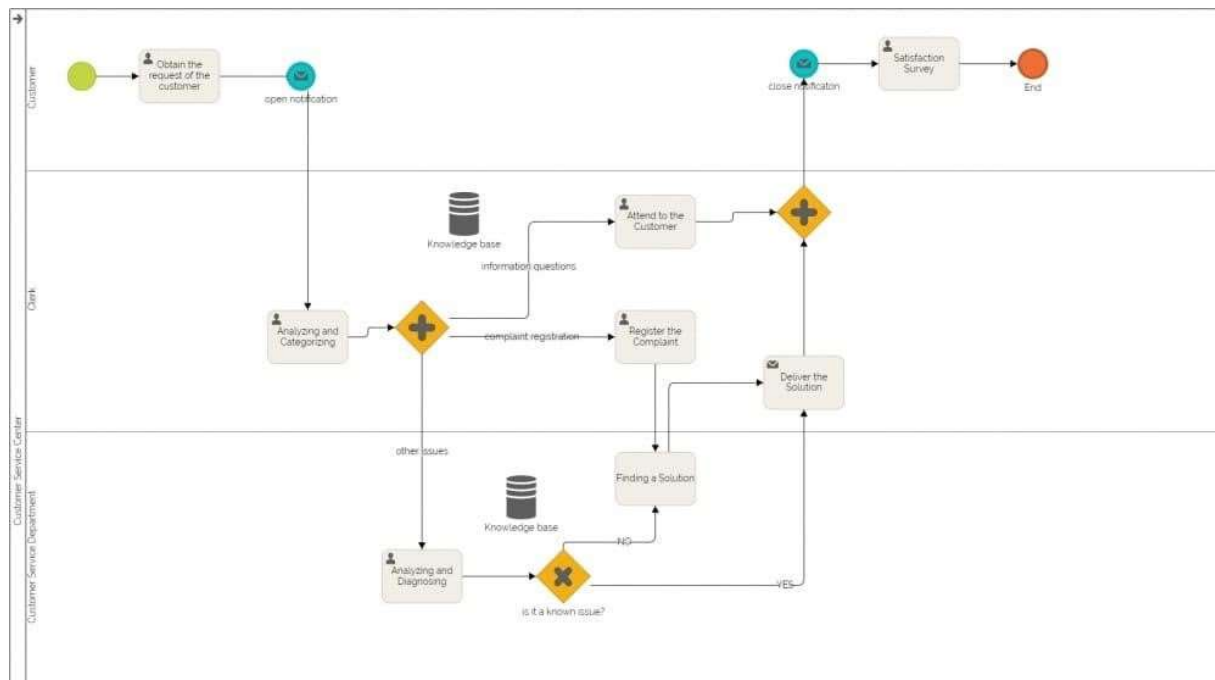 Customer Service Center
Customer
Obtain the
request of the
customer
open notification
close notificaton
Satisfaction
Survey
End
Clerk
Knowledge base
Attend to the
Customer
information questions
Analyzing and
Categorizing
complaint registration
Register the
Complaint
Deliver the
Solution
Customer Service Department
other issues
Knowledge base
Finding a Solution
NO
Analyzing and
Diagnosing
is it a known issue?
YES